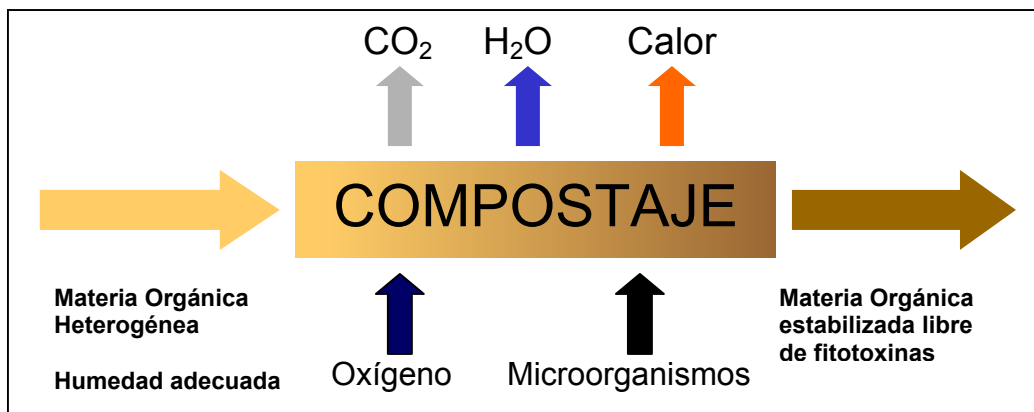 CO₂ H₂O Calor
COMPOSTAJE
Materia Orgánica
Heterogénea
Humedad adecuada
Oxígeno Microorganismos
Materia Orgánica
estabilizada libre
de fitotoxinas